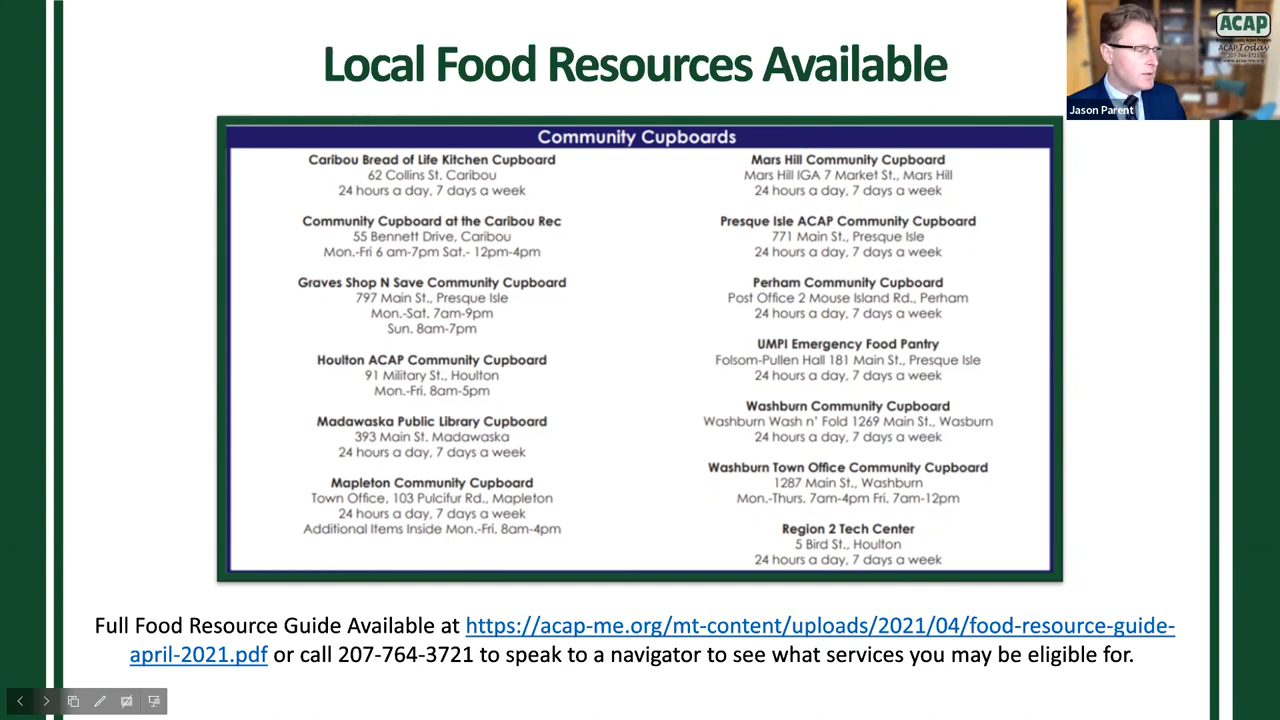 Local Food Resources Available
Community Cupboards
Caribou Bread of Life Kitchen Cupboard
62 Collins St. Caribou
24 hours a day, 7 days a week
Community Cupboard at the Caribou Rec
55 Bennett Drive, Caribou
Mon.-Fri 6 am-7pm Sat.- 12pm-4pm
Graves Shop N Save Community Cupboard
797 Main St., Presque Isle
Mon.-Sat. 7am-9pm
Sun. 8am-7pm
Houlton ACAP Community Cupboard
91 Military St., Houlton
Mon.-Fri. 8am-5pm
Madawaska Public Library Cupboard
393 Main St. Madawaska
24 hours a day, 7 days a week
Mapleton Community Cupboard
Town Office, 103 Pulcifur Rd., Mapleton
24 hours a day, 7 days a week
Additional Items Inside Mon.-Fri. 8am-4pm
Mars Hill Community Cupboard
Mars Hill IGA 7 Market St., Mars Hill
24 hours a day, 7 days a week
Presque Isle ACAP Community Cupboard
771 Main St., Presque Isle
24 hours a day, 7 days a week
Perham Community Cupboard
Post Office 2 Mouse Island Rd., Perham
24 hours a day, 7 days a week
UMPI Emergency Food Pantry
Folsom-Pullen Hall 181 Main St., Presque Isle
24 hours a day, 7 days a week
Washburn Community Cupboard
Washburn Wash n' Fold 1269 Main St., Wasburn
24 hours a day, 7 days a week
Washburn Town Office Community Cupboard
1287 Main St., Washburn
Mon.-Thurs. 7am-4pm Fri. 7am-12pm
Region 2 Tech Center
5 Bird St., Houlton
24 hours a day, 7 days a week
Full Food Resource Guide Available at https://acap-me.org/mt-content/uploads/2021/04/food-resource-guide-
april-2021.pdf or call 207-764-3721 to speak to a navigator to see what services you may be eligible for.
ACAP
ACAP Today
207-764-3721
www.acap-me.org
Jason Parent